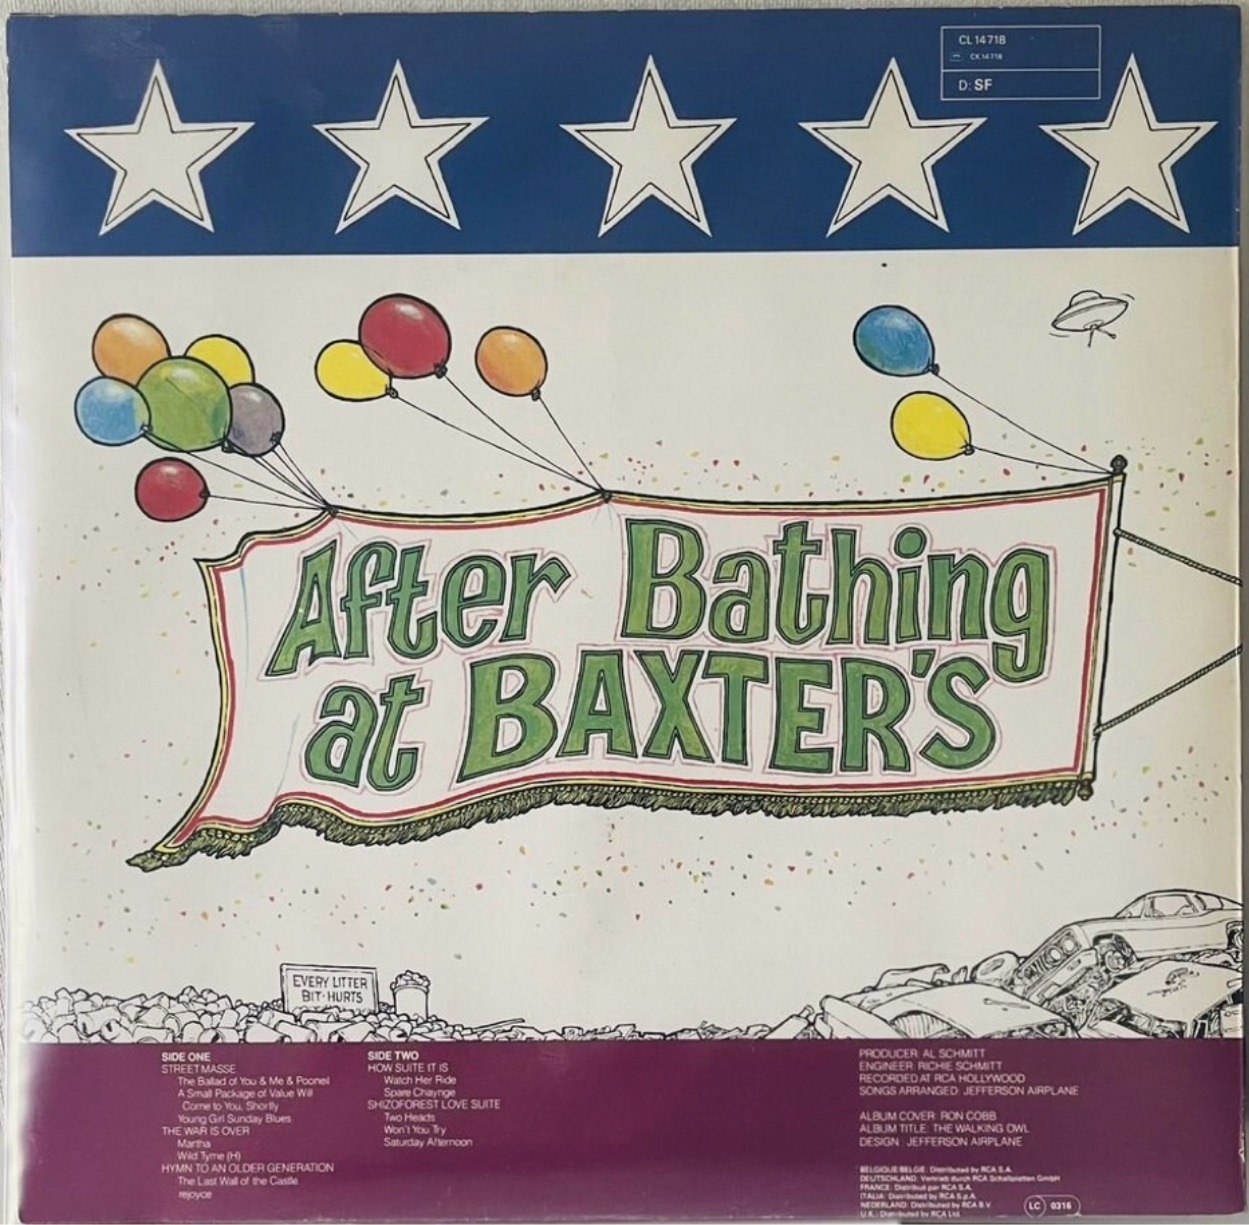 CL 14718
CK 14718
D: SF
After Bathing
at BAXTER'S
EVERY LITTER
BIT·HURTS
SIDE ONE
STREETMASSE
The Ballad of You & Me & Pooneil
A Small Package of Value Will
Come to You, Shortly
Young Girl Sunday Blues
THE WAR IS OVER
Martha
Wild Tyme (H)
HYMN TO AN OLDER GENERATION
The Last Wall of the Castle
rejoyce
SIDE TWO
HOW SUITE IT IS
Watch Her Ride
Spare Chaynge
SHIZOFOREST LOVE SUITE
Two Heads
Won't You Try
Saturday Afternoon
PRODUCER: AL SCHMITT
ENGINEER: RICHIE SCHMITT
RECORDED AT RCA HOLLYWOOD
SONGS ARRANGED: JEFFERSON AIRPLANE
ALBUM COVER: RON COBB
ALBUM TITLE: THE WALKING OWL
DESIGN: JEFFERSON AIRPLANE
BELGIQUE/BELGIE: Distributed by RCA S.A.
DEUTSCHLAND: Vertrieb durch RCA Schallplatten GmbH
FRANCE: Distribué par RCA S.A.
ITALIA: Distributed by RCA S.p.A.
NEDERLAND: Distributed by RCA B.V.
U.K.: Distributed by RCA Ltd.
LC 0316